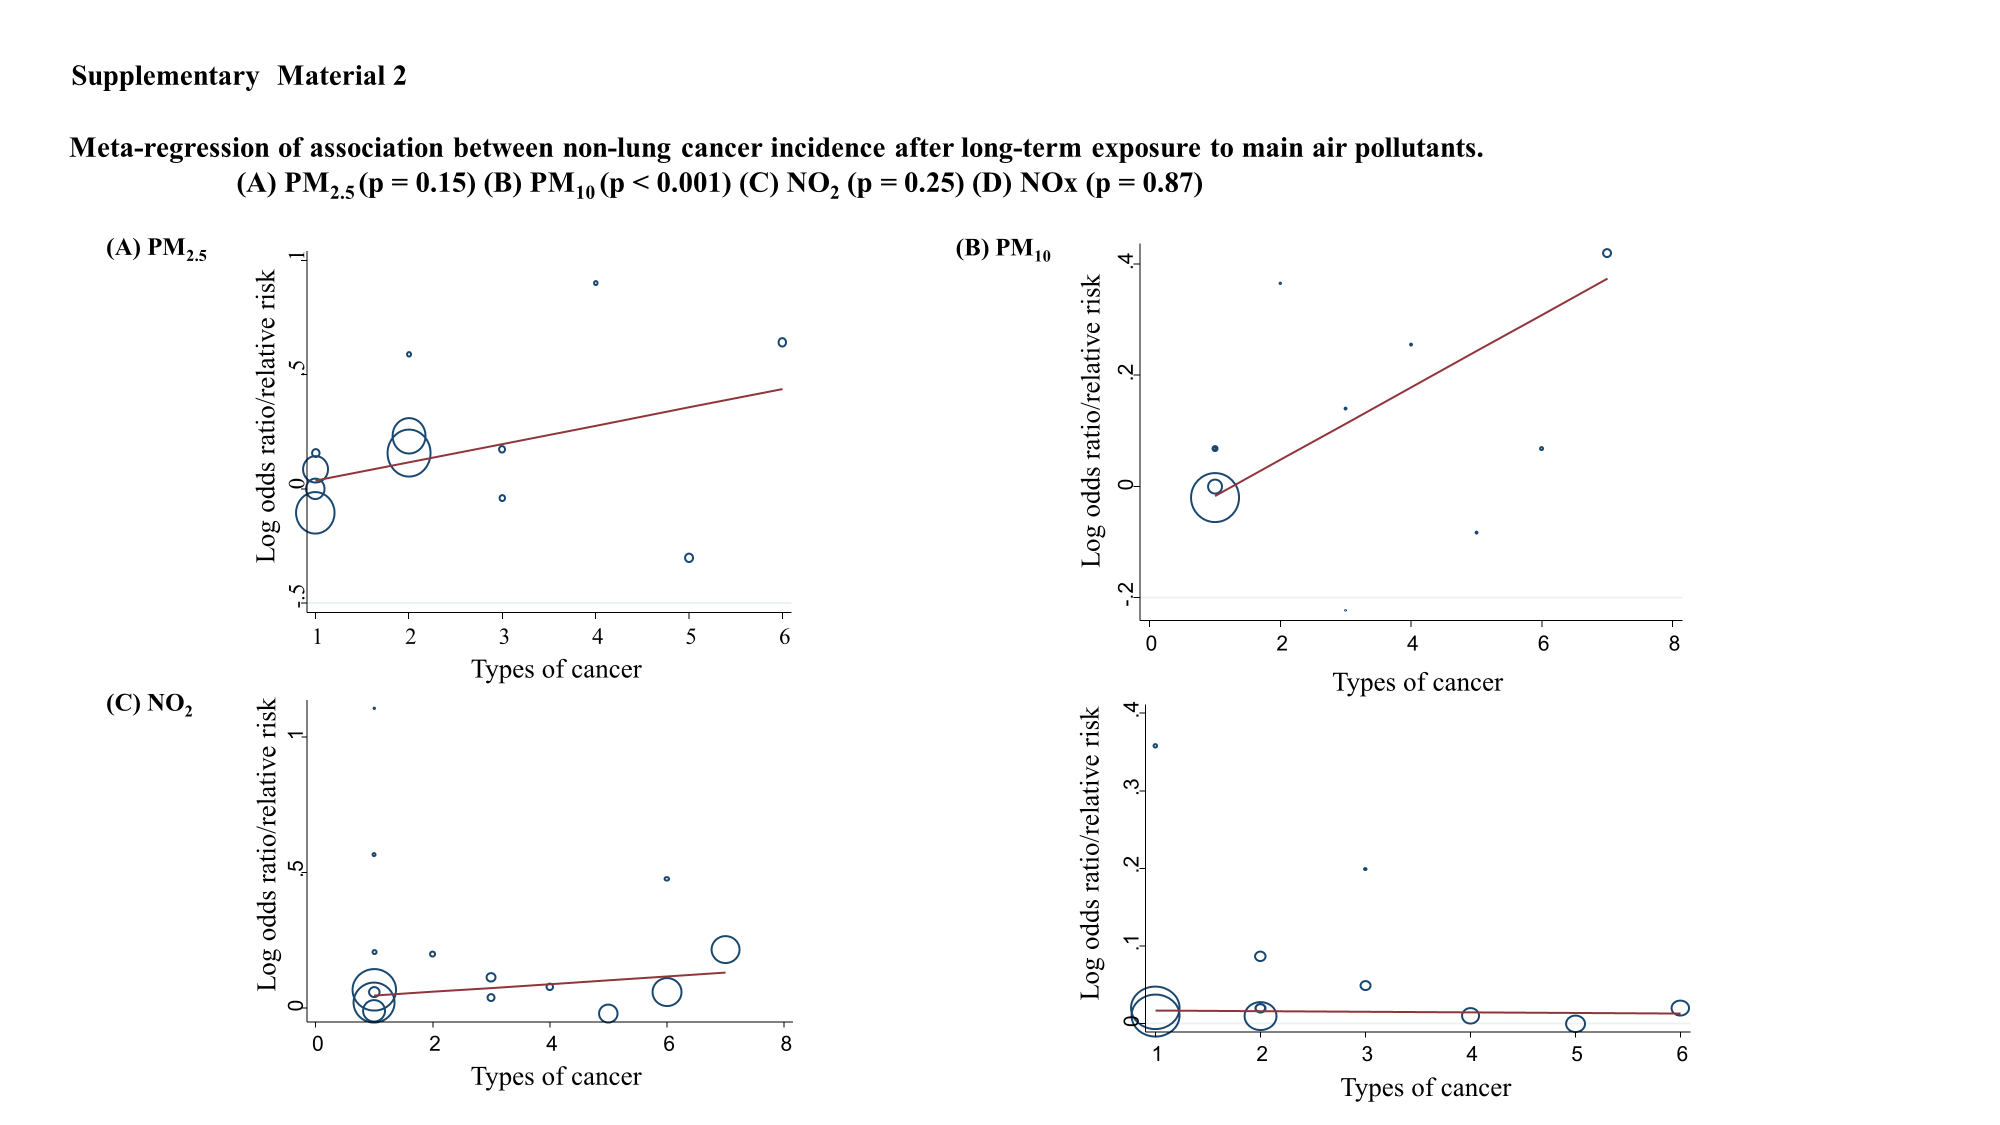 Supplementary Material 2
Meta-regression of association between non-lung cancer incidence after long-term exposure to main air pollutants.
(A) PM2.5 (p = 0.15) (B) PM10 (p < 0.001) (C) NO2 (p = 0.25) (D) NOx (p = 0.87)
(A) PM2.5
Log odds ratio/relative risk
1
.5
0
-.5
1 2 3 4 5 6
Types of cancer
(B) PM10
Log odds ratio/relative risk
.4
.2
0
-.2
0 2 4 6 8
Types of cancer
(C) NO2
Log odds ratio/relative risk
1
.5
0
0 2 4 6 8
Types of cancer
Log odds ratio/relative risk
.4
.3
.2
.1
0
1 2 3 4 5 6
Types of cancer